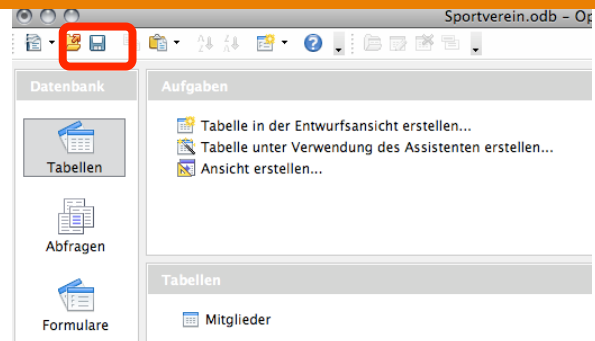 Sportverein.odb – Op
Datenbank
Aufgaben
Tabellen
Tabelle in der Entwurfsansicht erstellen...
Tabelle unter Verwendung des Assistenten erstellen...
Ansicht erstellen...
Abfragen
Formulare
Tabellen
Mitglieder